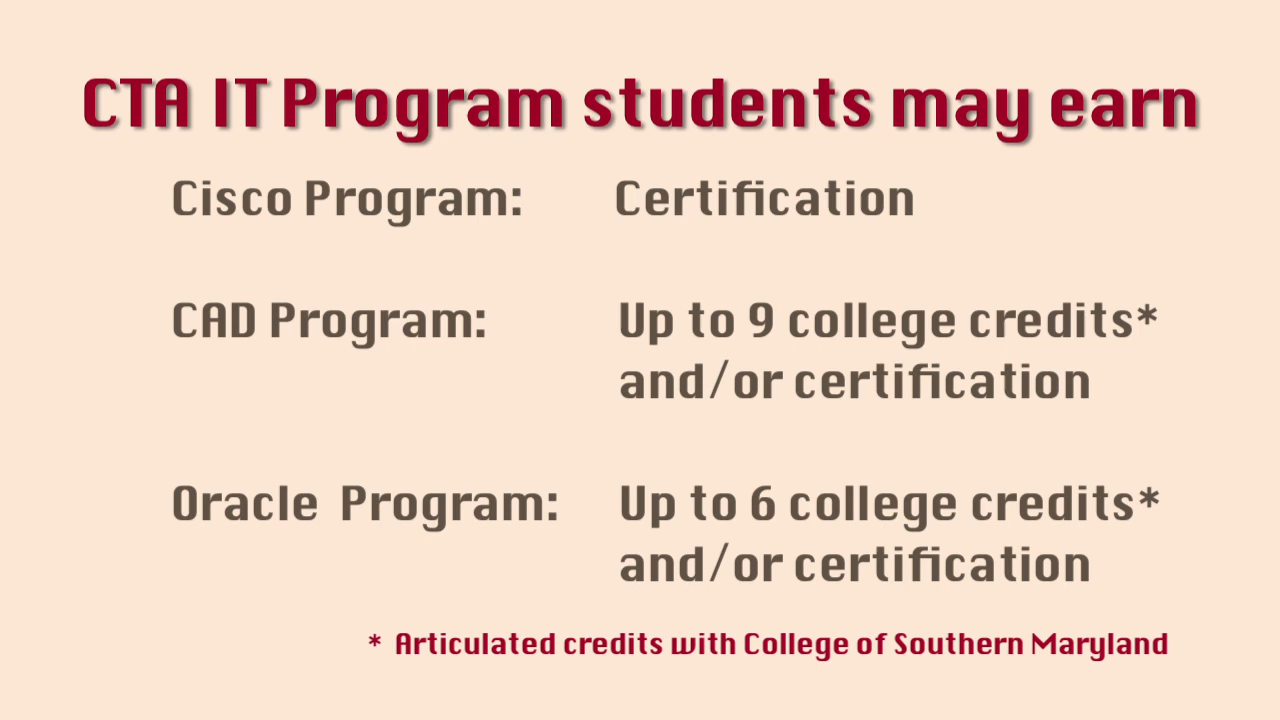 CTA IT Program students may earn
Cisco Program: Certification
CAD Program: Up to 9 college credits*
and/or certification
Oracle Program: Up to 6 college credits*
and/or certification
* Articulated credits with College of Southern Maryland